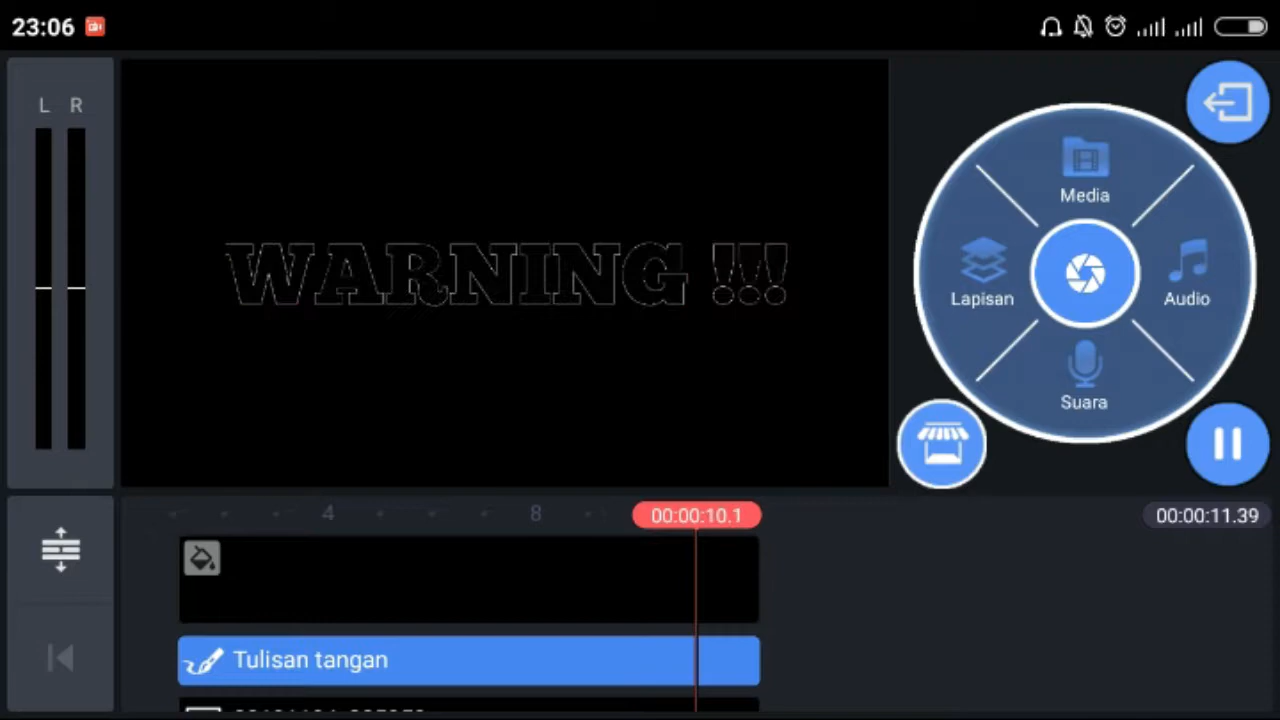 23:06
L R
WARNING !!!
Media
Lapisan
Audio
Suara
4
8
00:00:10.1
00:00:11.39
Tulisan tangan